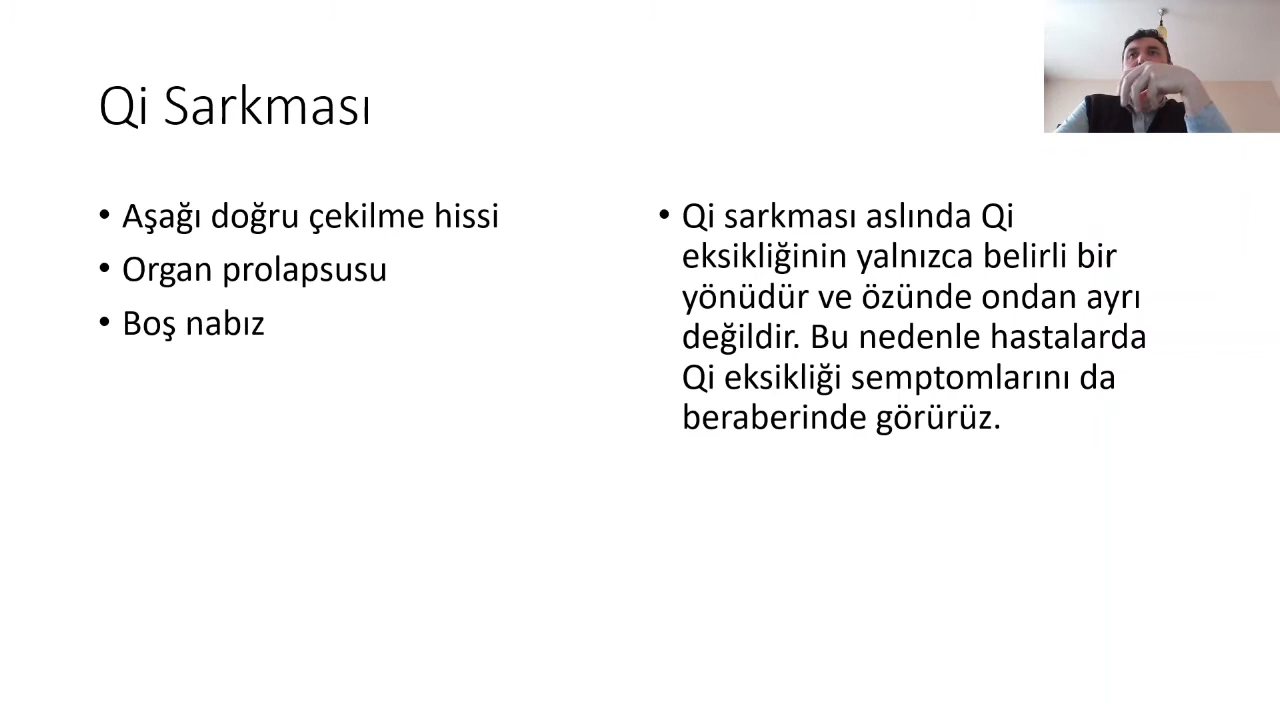 Qi Sarkması
• Aşağı doğru çekilme hissi
• Organ prolapsusu
• Boş nabız
• Qi sarkması aslında Qi
eksikliğinin yalnızca belirli bir
yönüdür ve özünde ondan ayrı
değildir. Bu nedenle hastalarda
Qi eksikliği semptomlarını da
beraberinde görürüz.